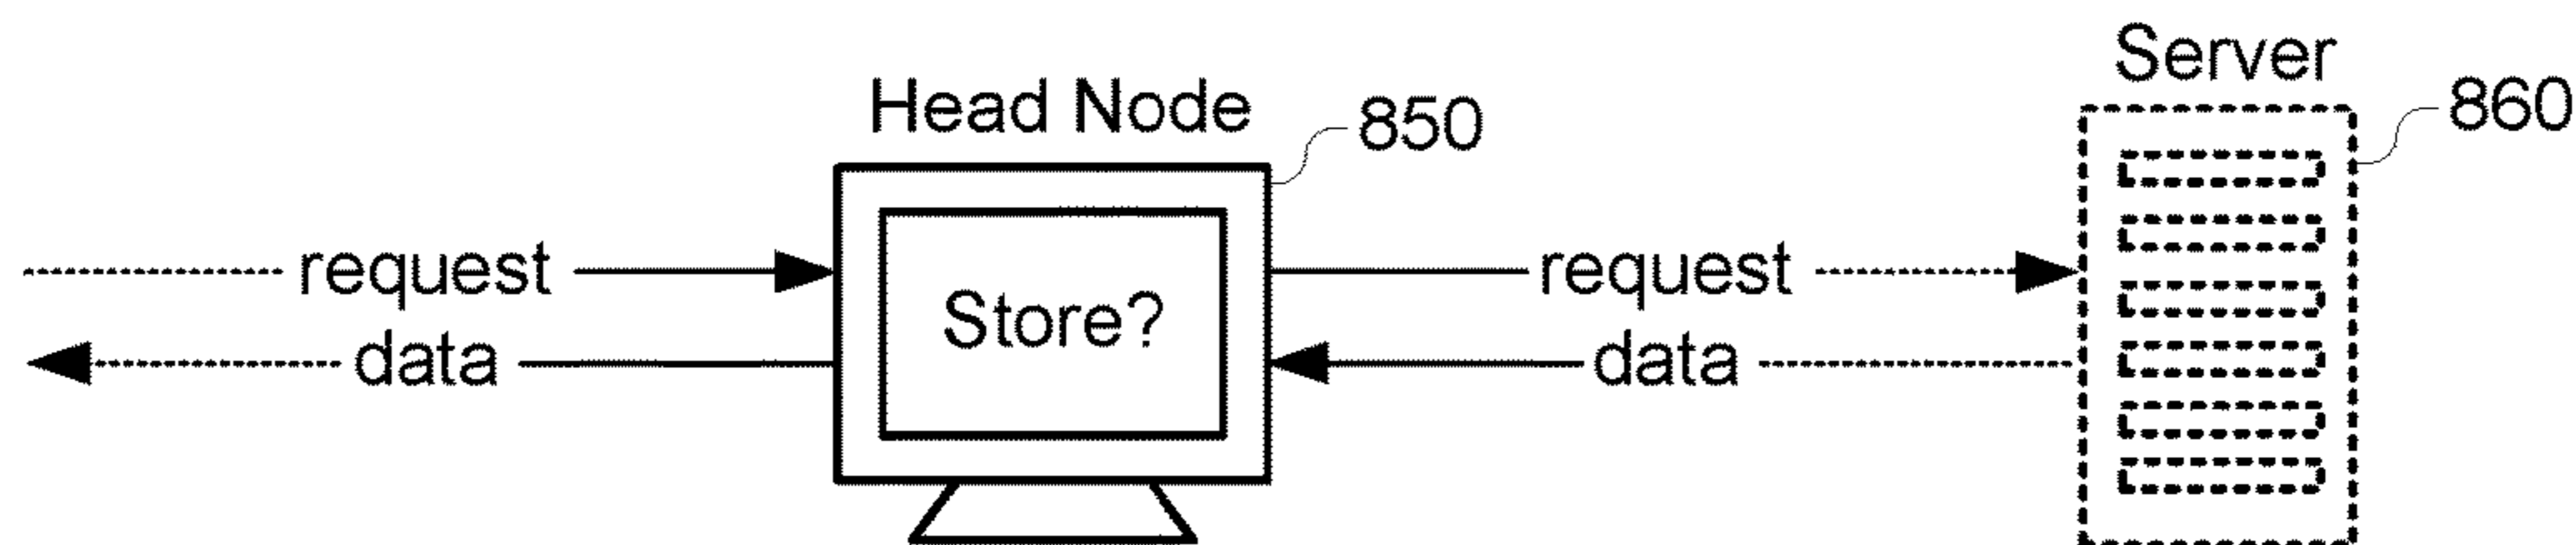 Server
860
Head Node
850
request
Store?
request
data
data